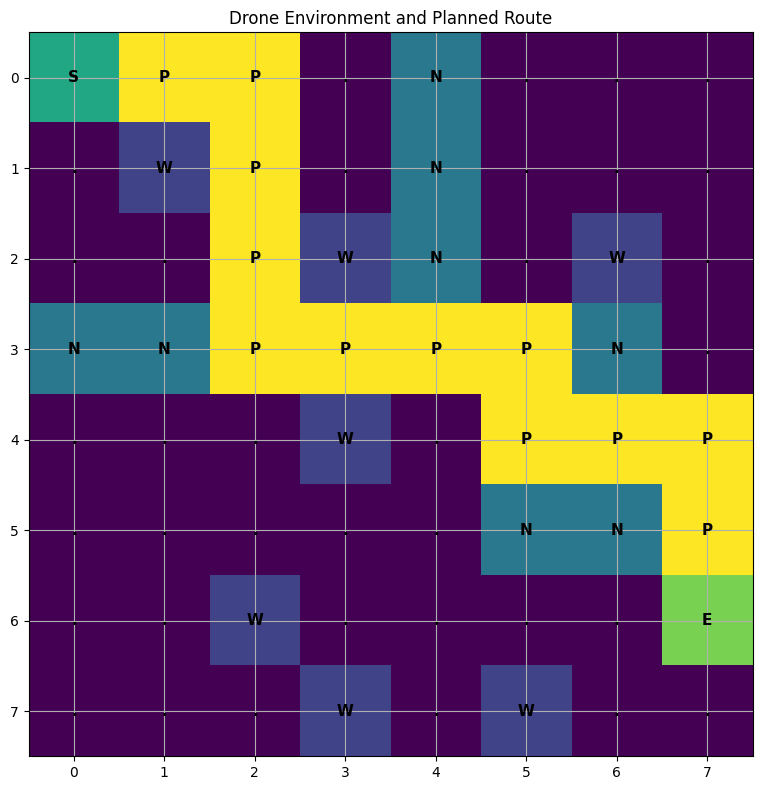 Drone Environment and Planned Route
0 S P P . N . . .
1 . W P . N . . .
2 . . P W N . W .
3 N N P P P P N .
4 . . . W . P P P
5 . . . . . N N P
6 . . W . . . . E
7 . . . W . W . .
0 1 2 3 4 5 6 7